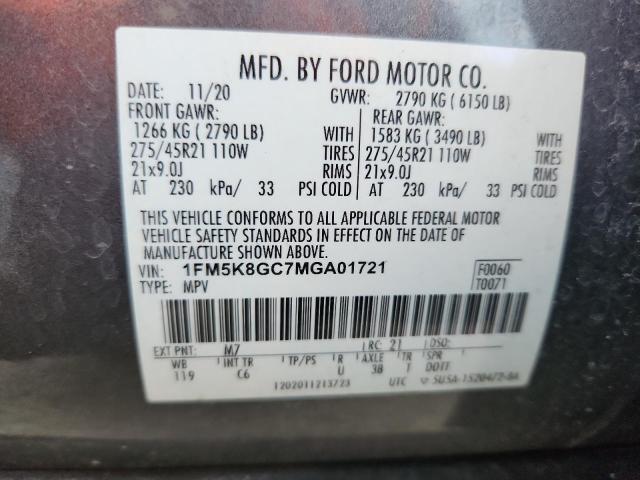 MFD. BY FORD MOTOR CO.
DATE: 11/20 GVWR: 2790 KG ( 6150 LB)
FRONT GAWR: REAR GAWR:
1266 KG ( 2790 LB) WITH 1583 KG ( 3490 LB)
275/45R21 110W TIRES 275/45R21 110W
21x9.0J RIMS 21x9.0J RIMS
AT 230 kPa/ 33 PSI COLD AT 230 kPa/ 33 PSI COLD
THIS VEHICLE CONFORMS TO ALL APPLICABLE FEDERAL MOTOR
VEHICLE SAFETY STANDARDS IN EFFECT ON THE DATE OF
MANUFACTURE SHOWN ABOVE.
VIN: 1FM5K8GC7MGA01721 F0060
TYPE: MPV T0071
EXT PNT: M7 RC: 21 DSO:
WB INT TR TP/PS R AXLE TR SPR
119 C6 U 3B T
1202011213723 UTC